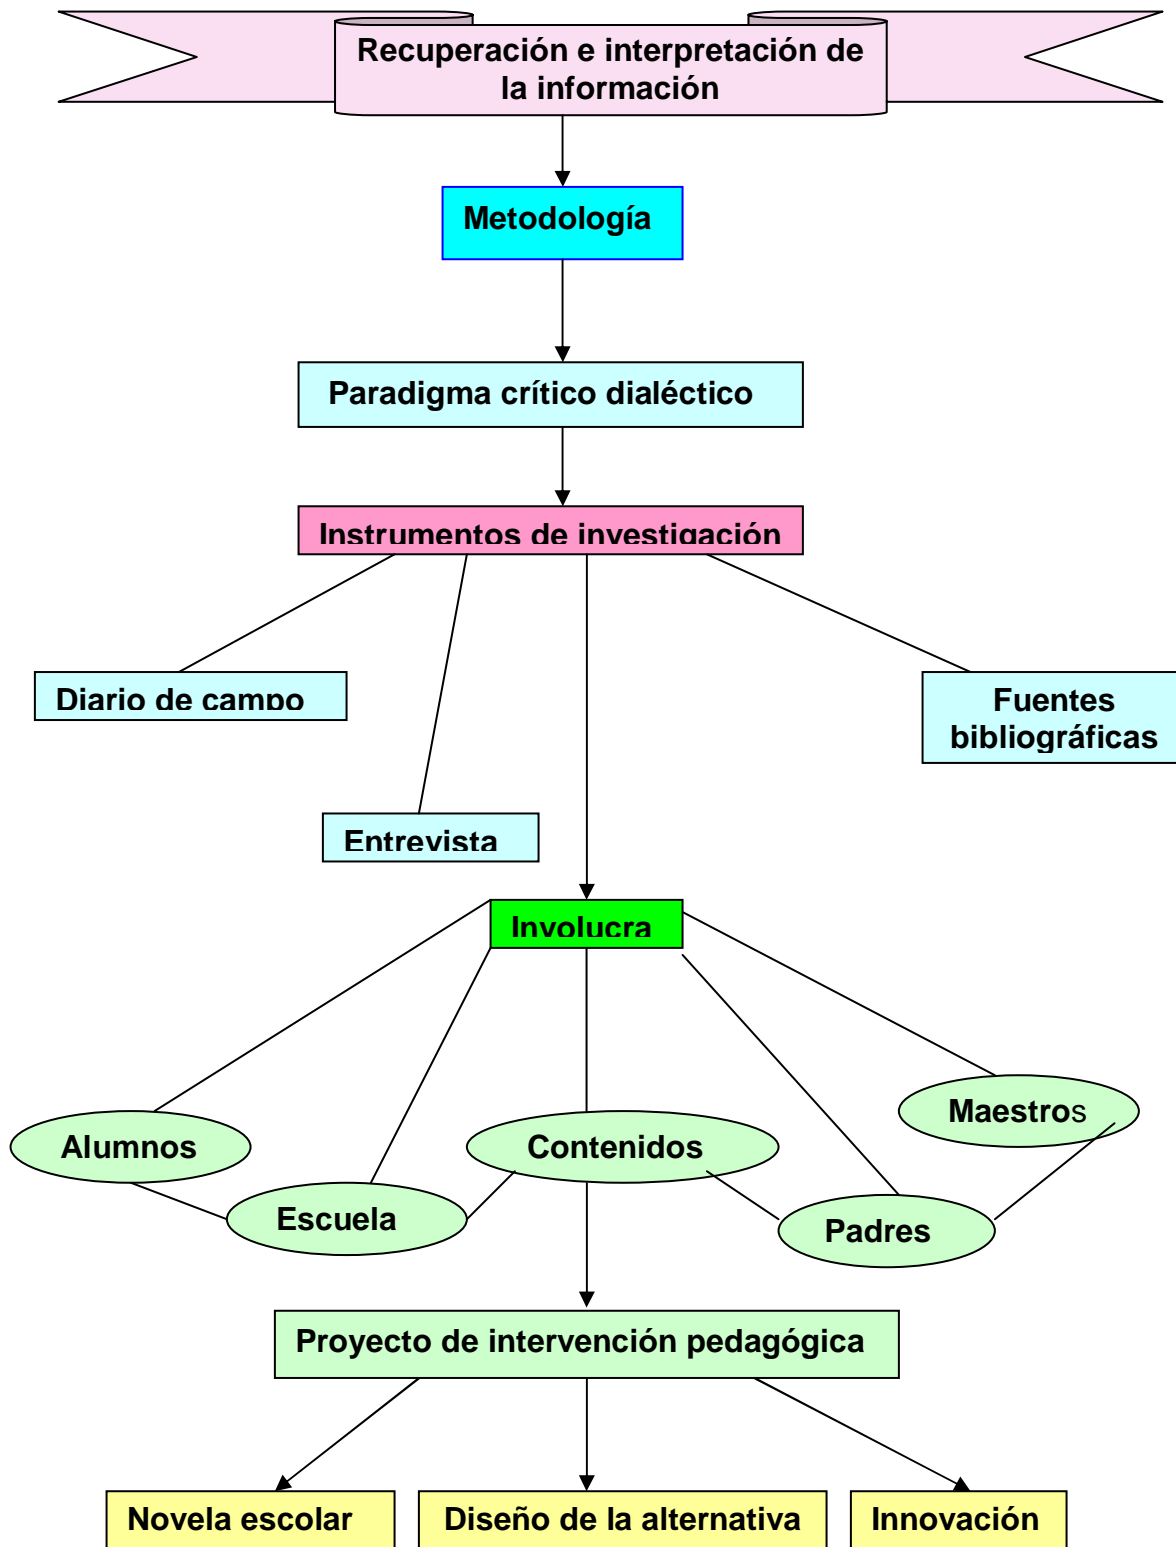 Recuperación e interpretación de
la información
Metodología
Paradigma crítico dialéctico
Instrumentos de investigación
Diario de campo
Fuentes
bibliográficas
Entrevista
Involucra
Maestros
Alumnos
Contenidos
Escuela
Padres
Proyecto de intervención pedagógica
Novela escolar
Diseño de la alternativa
Innovación